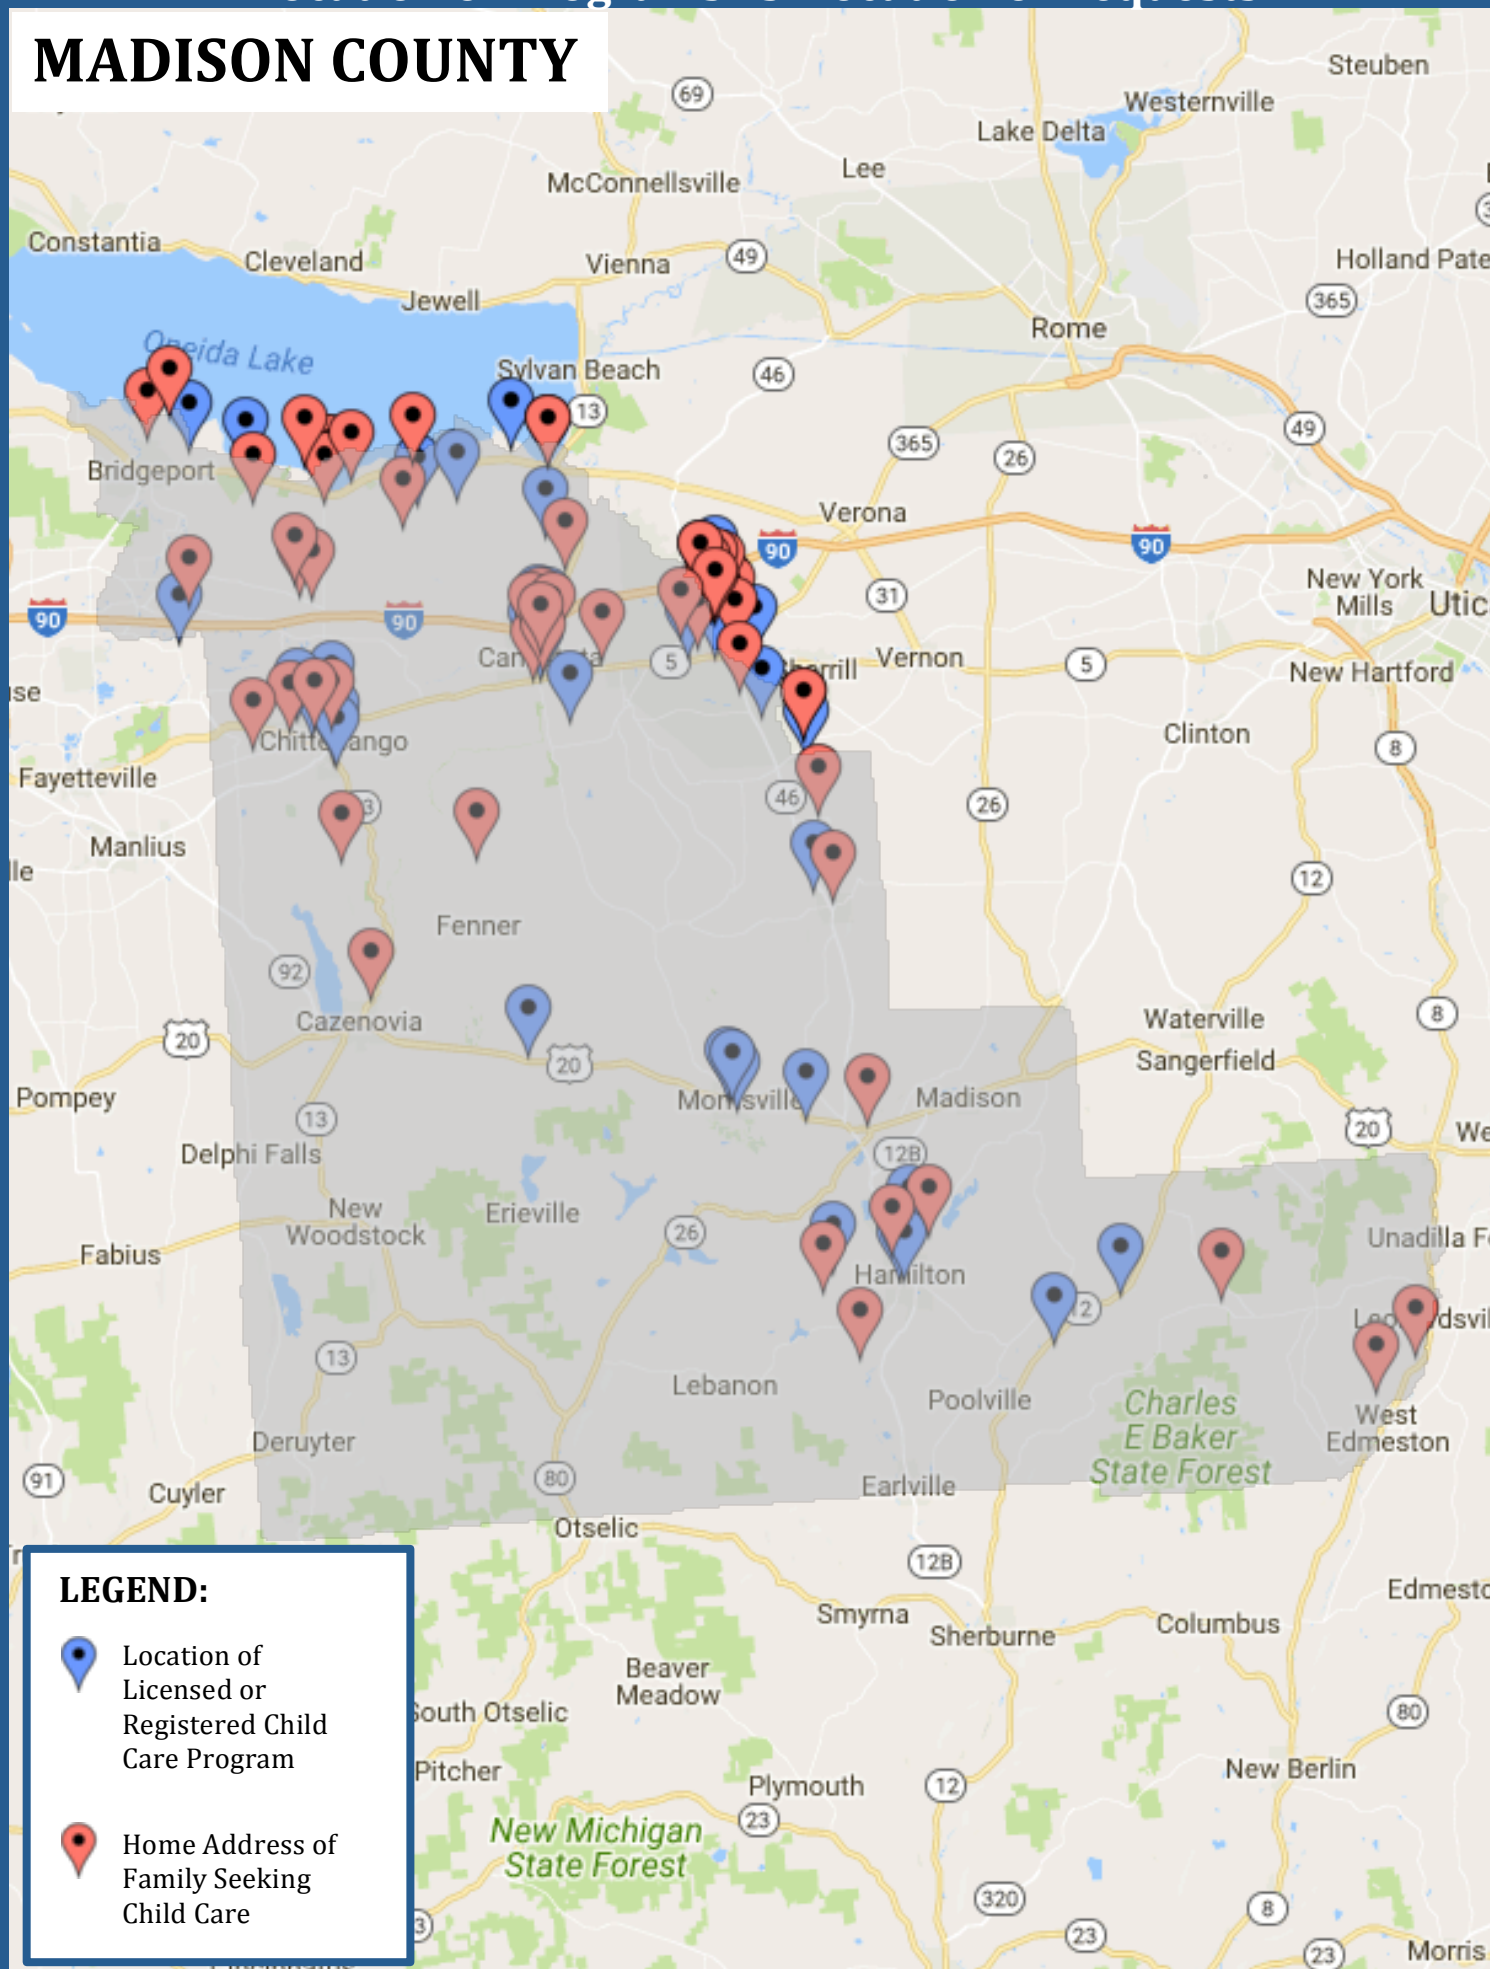 MADISON COUNTY
69
Steuben
Westernville
Lake Delta
Lee
McConnellsville
Constantia
Cleveland
Vienna
49
Holland Pate
Jewell
365
Rome
Oneida Lake
Sylvan Beach
46
13
49
365
26
Bridgeport
Verona
90
90
New York
Mills
Utic
31
90
90
5
Vernon
5
New Hartford
Clinton
8
Fayetteville
46
26
Manlius
12
Fenner
92
Cazenovia
Waterville
8
20
20
Sangerfield
Pompey
Madison
20
13
Delphi Falls
12B
New
Woodstock
Erieville
26
Fabius
Unadilla F
Hamilton
12
13
Lebanon
Poolville
Charles
E Baker
State Forest
West
Edmeston
Deruyter
91
Cuyler
80
Earlville
Otselic
12B
Edmesto
Smyrna
Sherburne
Columbus
Beaver
Meadow
South Otselic
80
Pitcher
Plymouth
12
New Berlin
23
New Michigan
State Forest
320
8
23
23
Morris
LEGEND:
Location of
Licensed or
Registered Child
Care Program
Home Address of
Family Seeking
Child Care